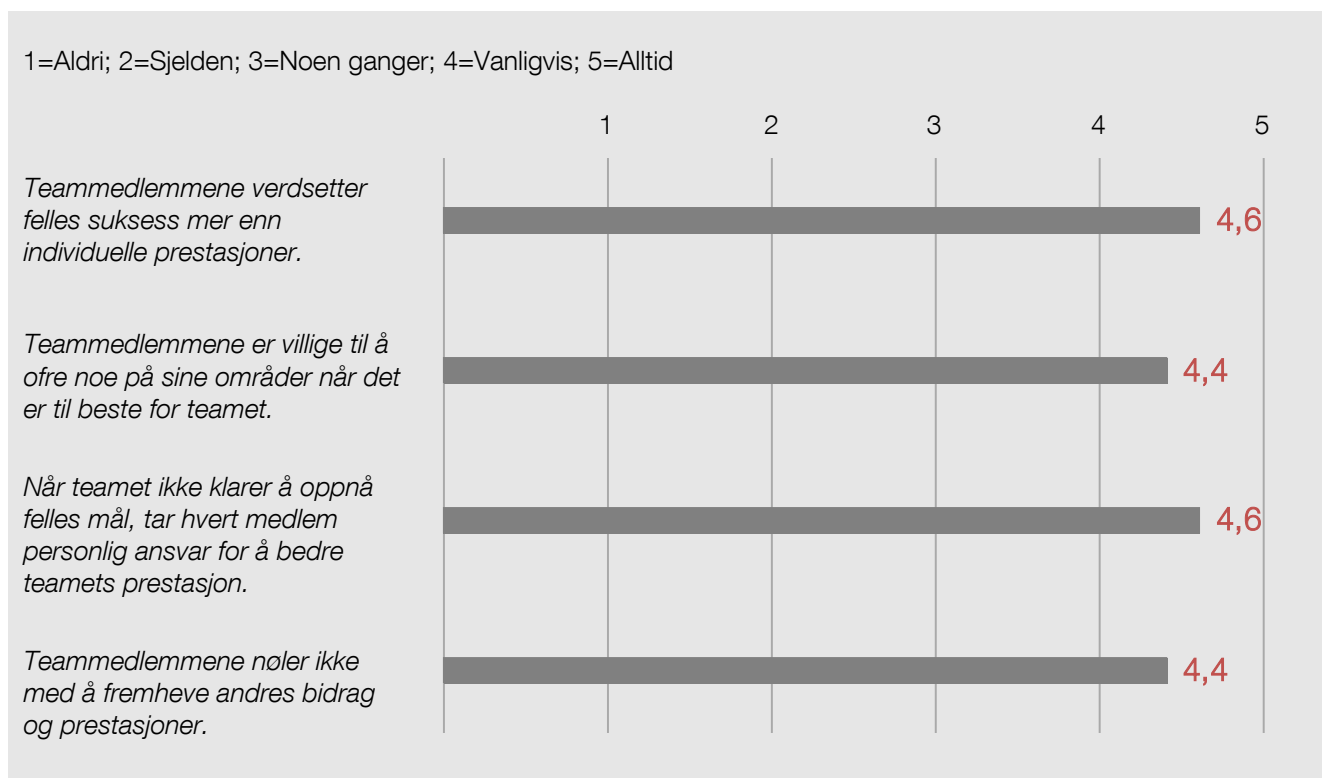 1=Aldri; 2=Sjelden; 3=Noen ganger; 4=Vanligvis; 5=Alltid
1 2 3 4 5
Teammedlemmene verdsetter
felles suksess mer enn
individuelle prestasjoner.
4,6
Teammedlemmene er villige til å
ofre noe på sine områder når det
er til beste for teamet.
4,4
Når teamet ikke klarer å oppnå
felles mål, tar hvert medlem
personlig ansvar for å bedre
teamets prestasjon.
4,6
Teammedlemmene nøler ikke
med å fremheve andres bidrag
og prestasjoner.
4,4